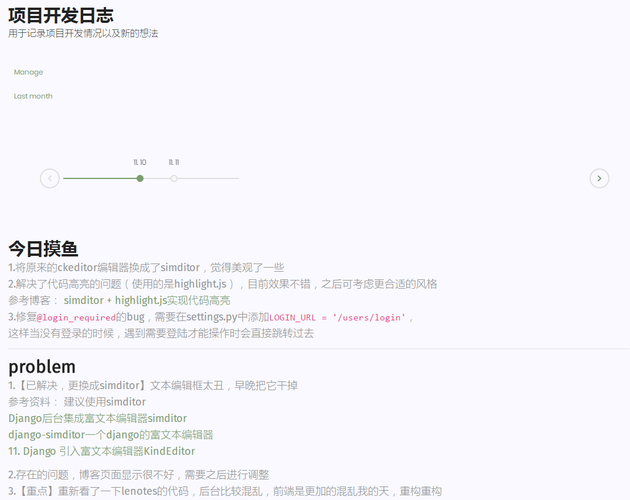 项目开发日志
用于记录项目开发情况以及新的想法
Manage
Last month
11.10 11.11
今日摸鱼
1.将原来的ckeditor编辑器换成了simditor，觉得美观了一些
2.解决了代码高亮的问题（使用的是highlight.js），目前效果不错，之后可考虑更合适的风格
参考博客： simditor + highlight.js实现代码高亮
3.修复@login_required的bug，需要在settings.py中添加LOGIN_URL = '/users/login'，
这样当没有登录的时候，遇到需要登陆才能操作时会直接跳转过去
problem
1.【已解决，更换成simditor】文本编辑框太丑，早晚把它干掉
参考资料： 建议使用simditor
Django后台集成富文本编辑器simditor
django-simditor一个django的富文本编辑器
11. Django 引入富文本编辑器KindEditor
2.存在的问题，博客页面显示很不好，需要之后进行调整
3.【重点】重新看了一下lenotes的代码，后台比较混乱，前端是更加的混乱我的天，重构重构